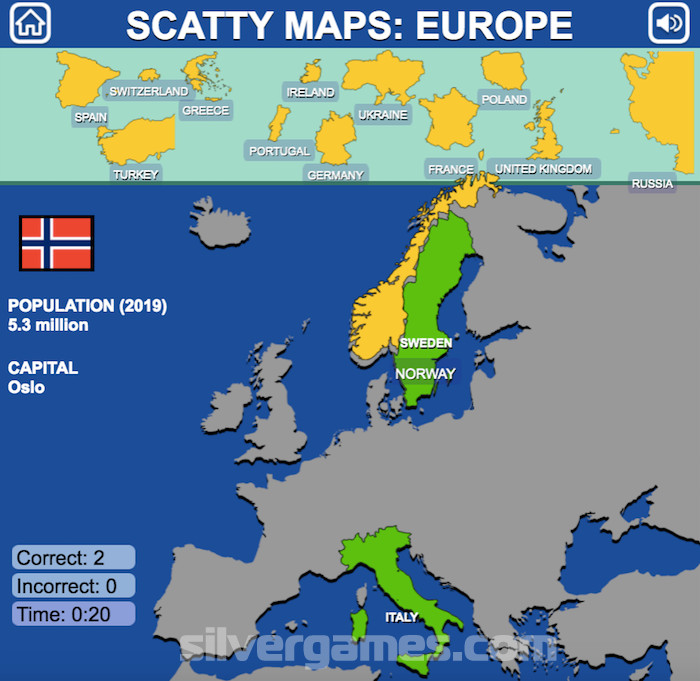 SCATTY MAPS: EUROPE
SWITZERLAND
GREECE
SPAIN
TURKEY
IRELAND
UKRAINE
POLAND
PORTUGAL
GERMANY
FRANCE
UNITED KINGDOM
RUSSIA
POPULATION (2019)
5.3 million
CAPITAL
Oslo
SWEDEN
NORWAY
Correct: 2
Incorrect: 0
Time: 0:20
ITALY
silvergames.com